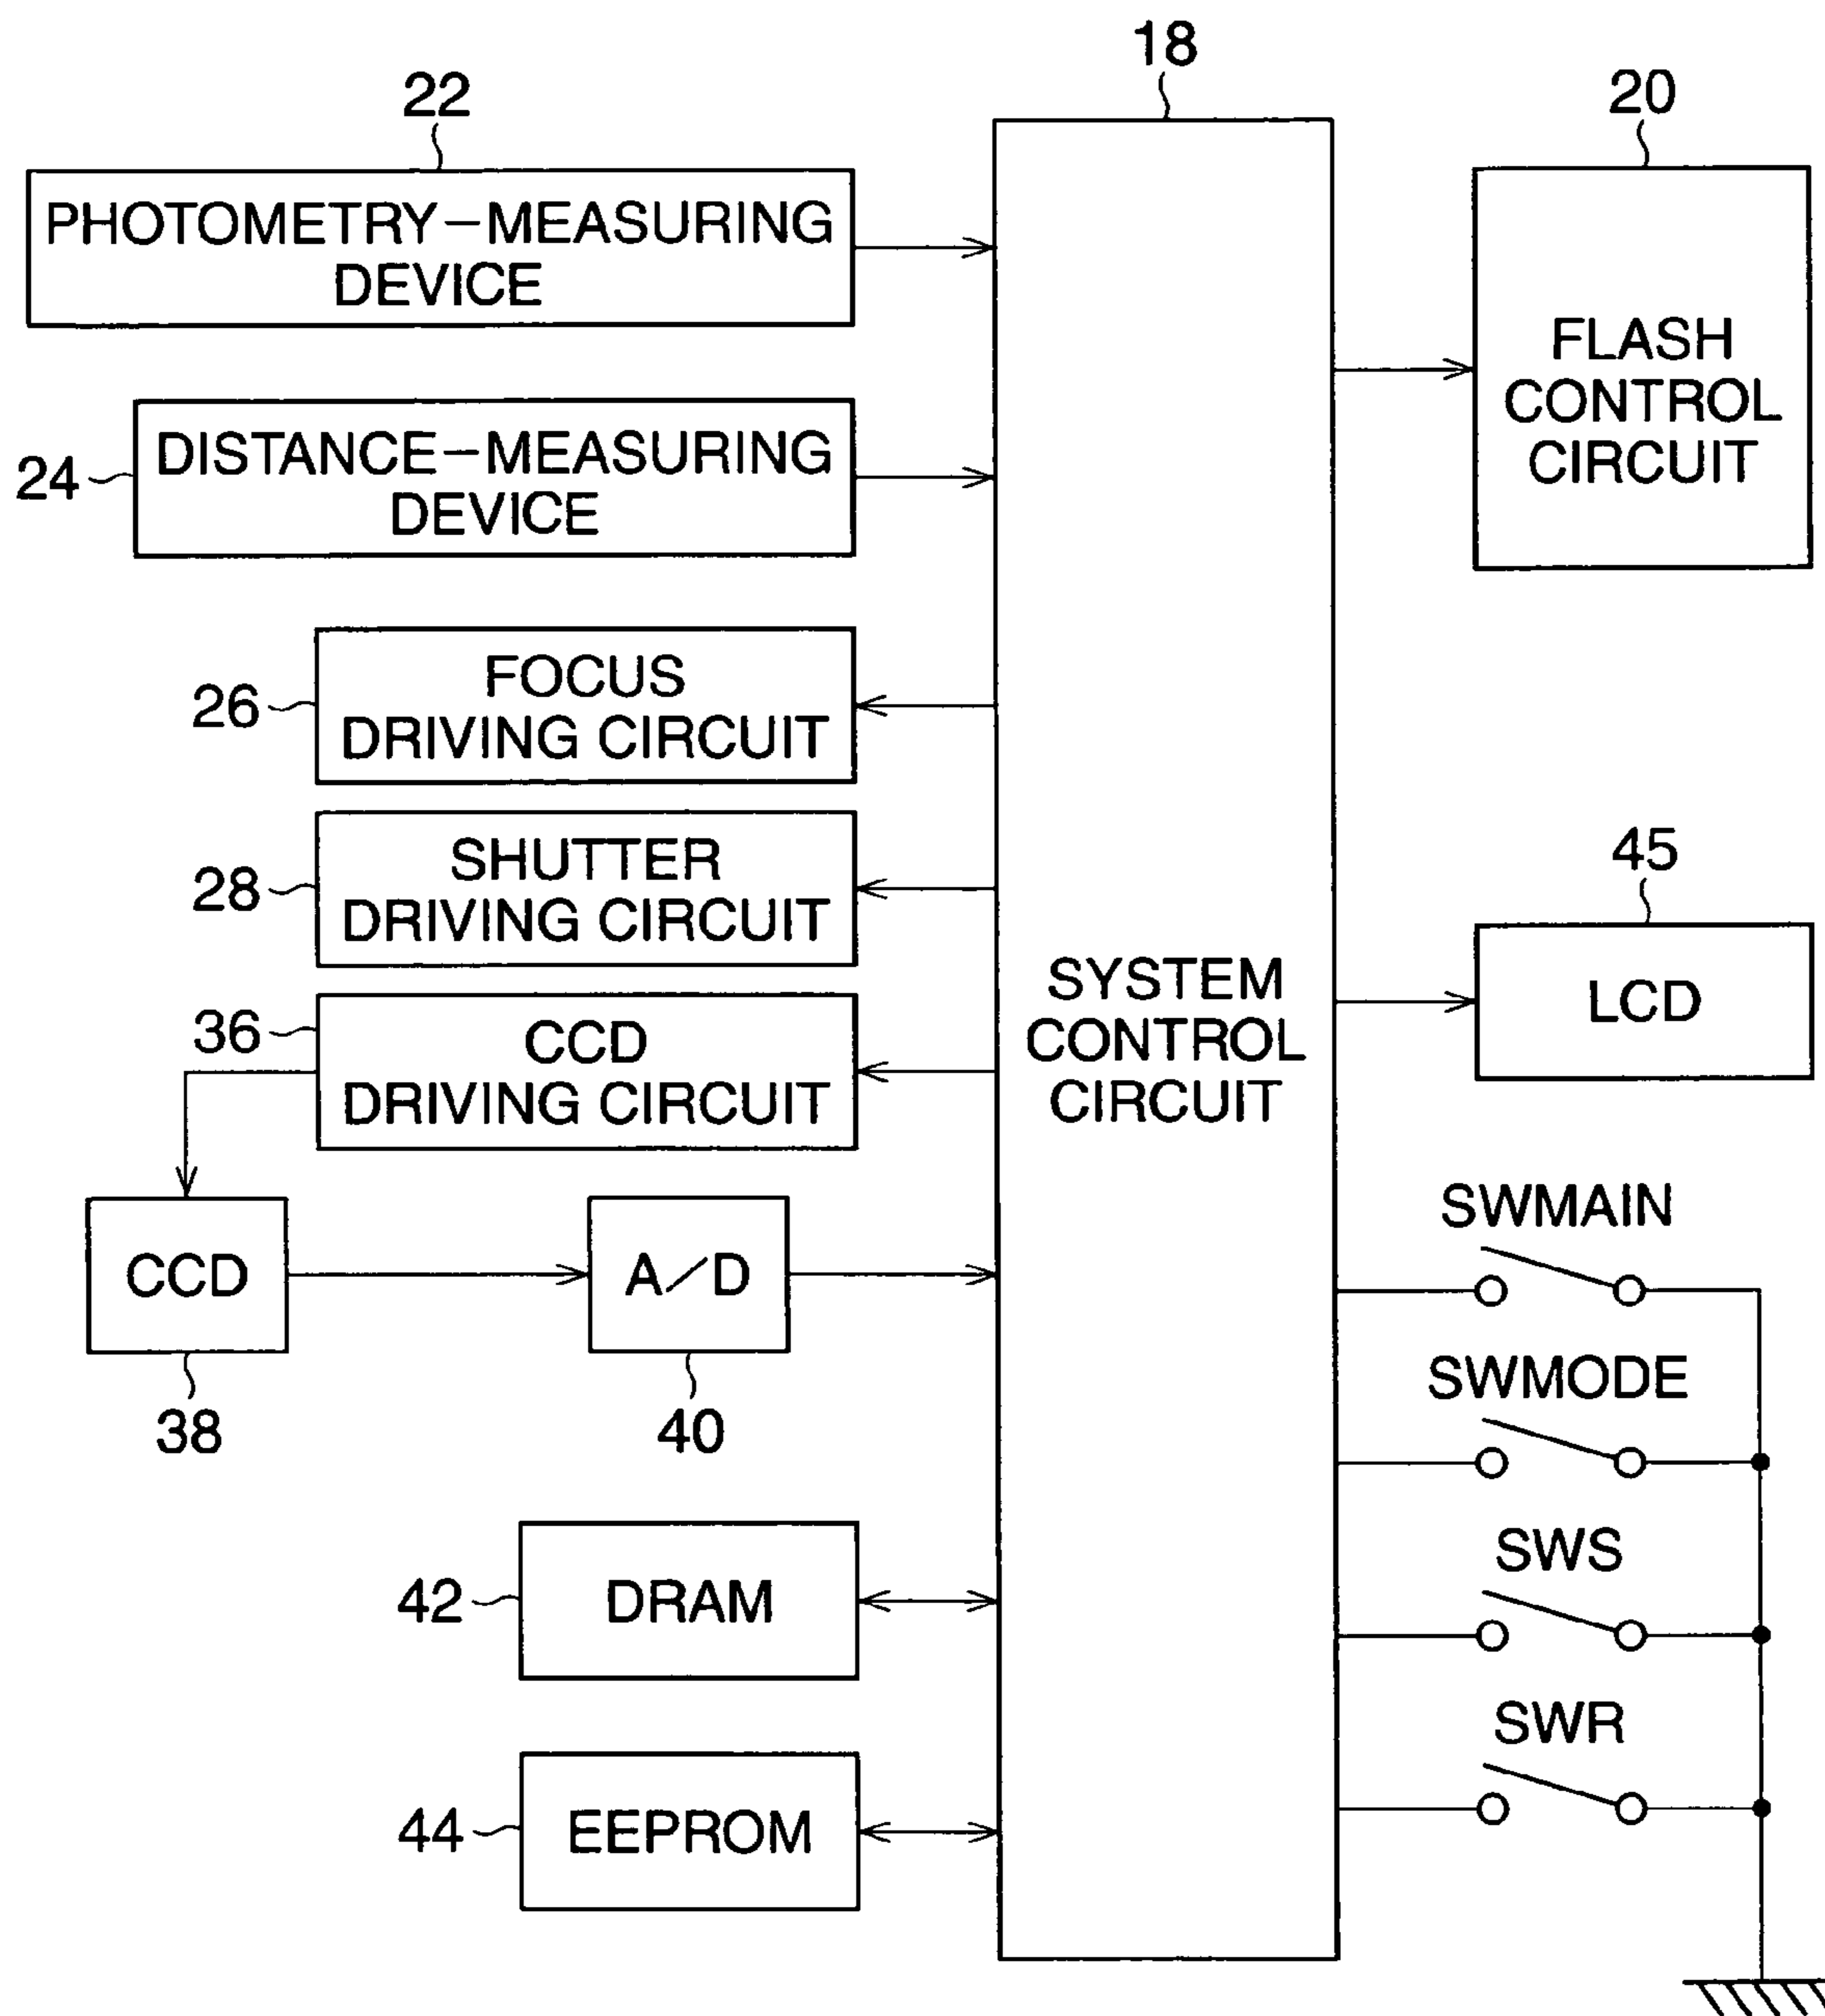 18
22
20
PHOTOMETRY-MEASURING
DEVICE
FLASH
CONTROL
CIRCUIT
24
DISTANCE-MEASURING
DEVICE
26
FOCUS
DRIVING CIRCUIT
28
SHUTTER
DRIVING CIRCUIT
45
LCD
36
CCD
DRIVING CIRCUIT
SYSTEM
CONTROL
CIRCUIT
CCD
A/D
38
40
SWMAIN
SWMODE
42
DRAM
SWS
SWR
44
EEPROM